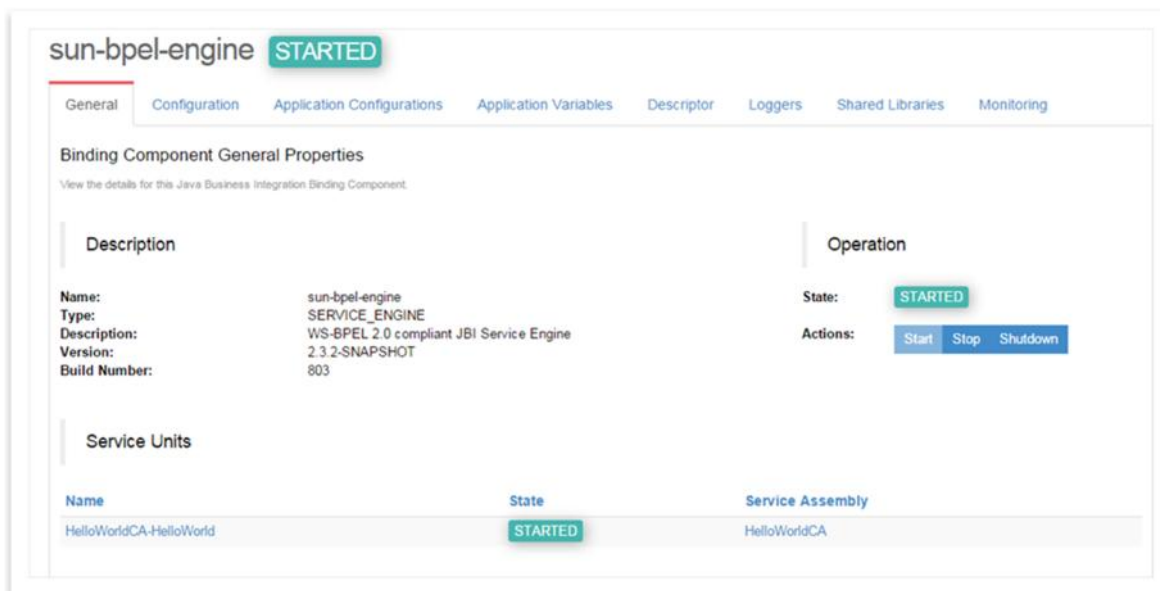 sun-bpel-engine STARTED
General Configuration Application Configurations Application Variables Descriptor Loggers Shared Libraries Monitoring
Binding Component General Properties
View the details for this Java Business Integration Binding Component.
Description Operation
Name: sun-bpel-engine State: STARTED
Type: SERVICE_ENGINE
Description: WS-BPEL 2.0 compliant JBI Service Engine Actions: Start Stop Shutdown
Version: 2.3.2-SNAPSHOT
Build Number: 803
Service Units
Name State Service Assembly
HelloWorldCA-HelloWorld STARTED HelloWorldCA